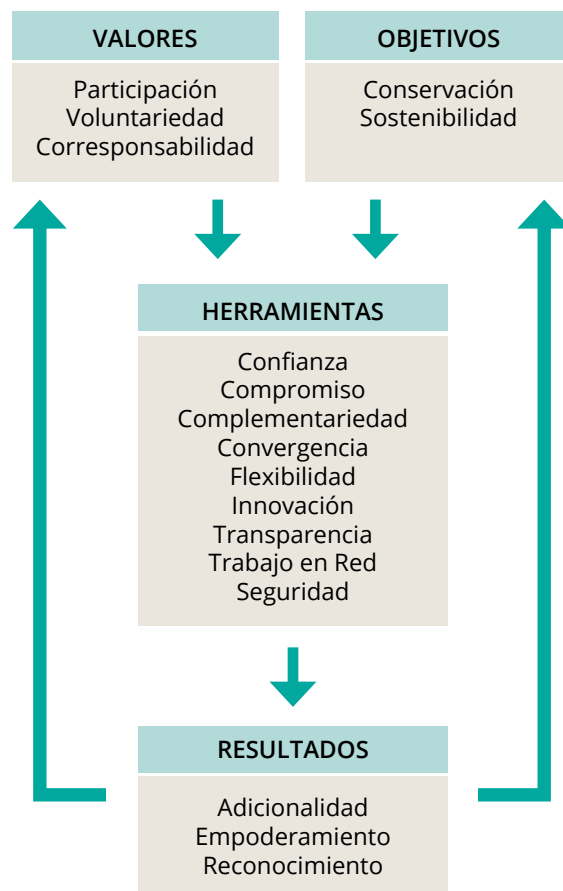 VALORES
Participación
Voluntariedad
Corresponsabilidad
OBJETIVOS
Conservación
Sostenibilidad
HERRAMIENTAS
Confianza
Compromiso
Complementariedad
Convergencia
Flexibilidad
Innovación
Transparencia
Trabajo en Red
Seguridad
RESULTADOS
Adicionalidad
Empoderamiento
Reconocimiento